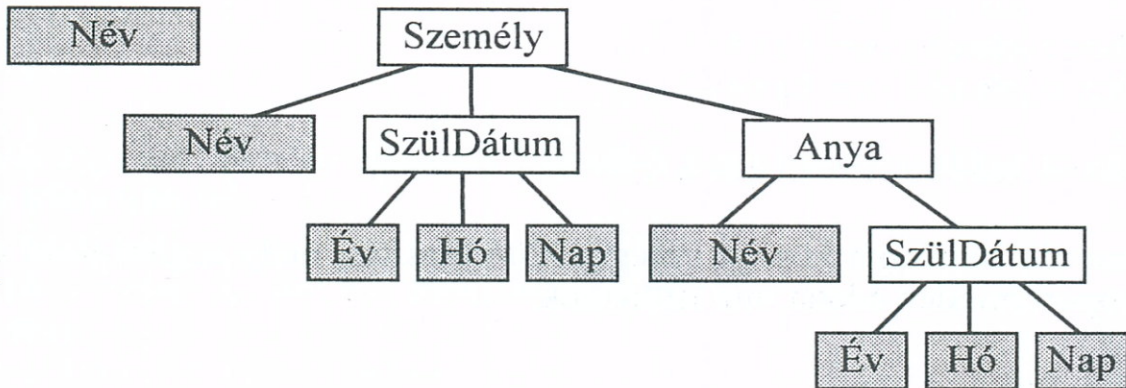 Név Személy
Név SzülDátum Anya
Év Hó Nap Név SzülDátum
Év Hó Nap